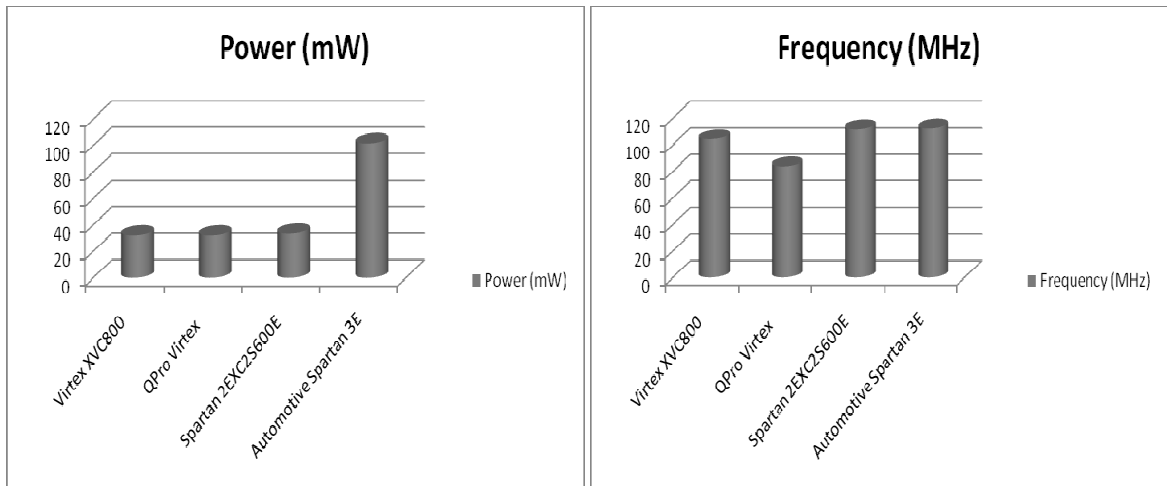 Power (mW)
120
100
80
60
40
20
0
Virtex XVC800
QPro Virtex
Spartan 2EXC2S600E
Automotive Spartan 3E
Power (mW)
Frequency (MHz)
120
100
80
60
40
20
0
Virtex XVC800
QPro Virtex
Spartan 2EXC2S600E
Automotive Spartan 3E
Frequency (MHz)